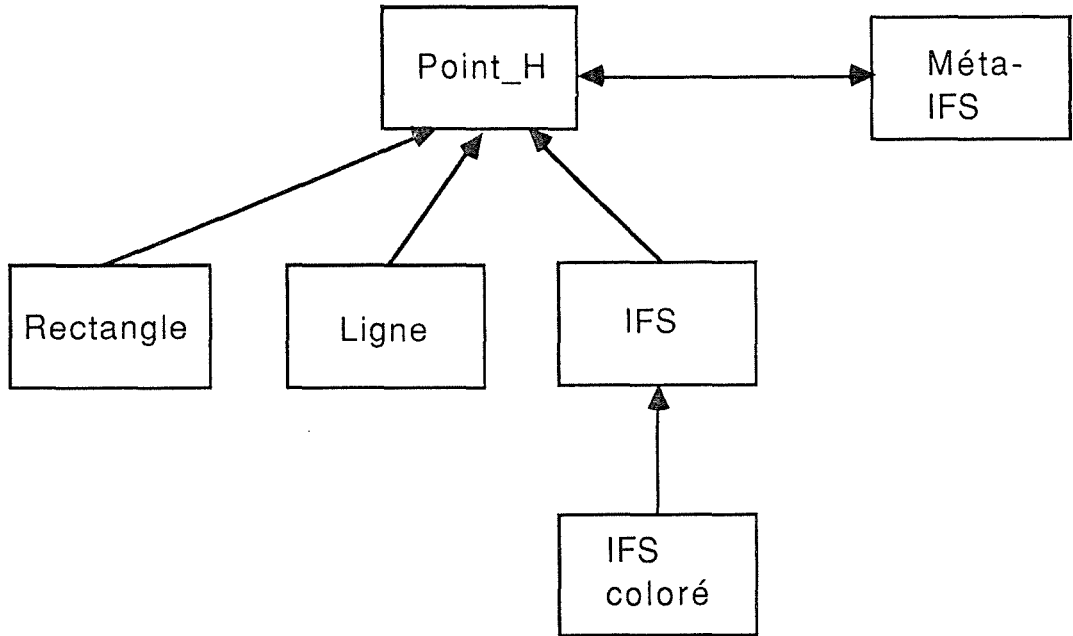 Point_H
Méta-
IFS
Rectangle
Ligne
IFS
IFS
coloré